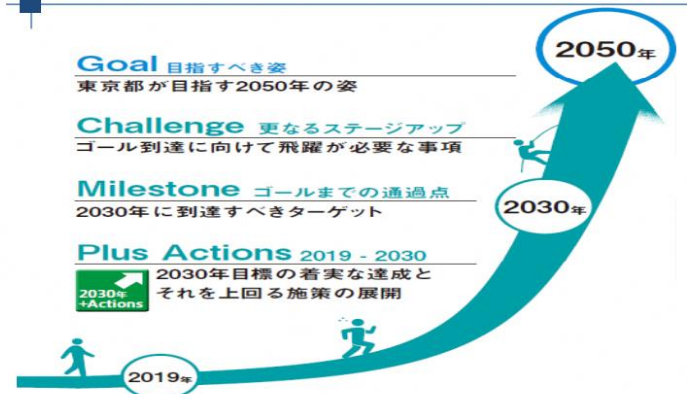 2050年
Goal 目指すべき姿
東京都が目指す2050年の姿
Challenge 更なるステージアップ
ゴール到達に向けて飛躍が必要な事項
Milestone ゴールまでの通過点
2030年に到達すべきターゲット
2030年
Plus Actions 2019 - 2030
2030年目標の着実な達成と
それを上回る施策の展開
2030年
+Actions
2019年